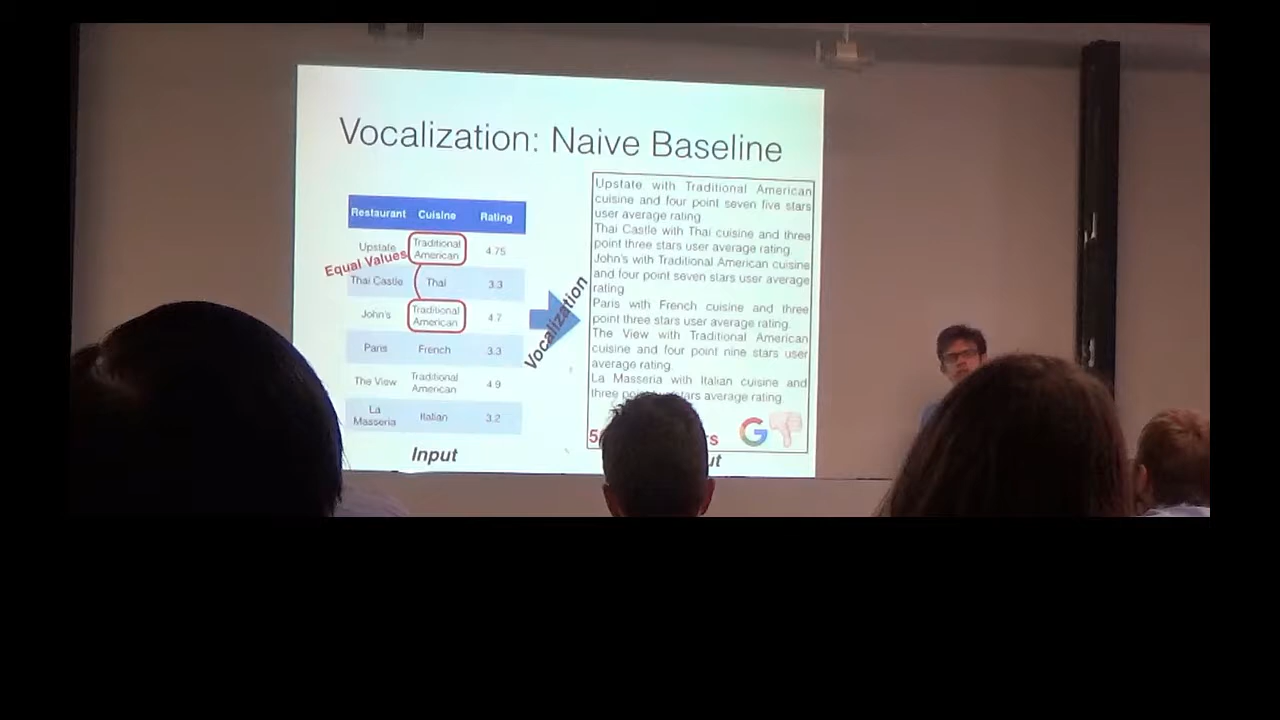 Vocalization: Naive Baseline
Restaurant Cuisine Rating
Upstate Traditional American 4.75
Equal Values
Thai Castle Thai 3.3
John's Traditional American 4.7
Paris French 3.3
The View Traditional American 4.9
La Masseria Italian 3.2
Input
Vocalization
Upstate with Traditional American
cuisine and four point seven five stars
user average rating
Thai Castle with Thai cuisine and three
point three stars user average rating.
John's with Traditional American cuisine
and four point seven stars user average
rating
Paris with French cuisine and three
point three stars user average rating.
The View with Traditional American
cuisine and four point nine stars user
average rating.
La Masseria with Italian cuisine and
three average rating
G